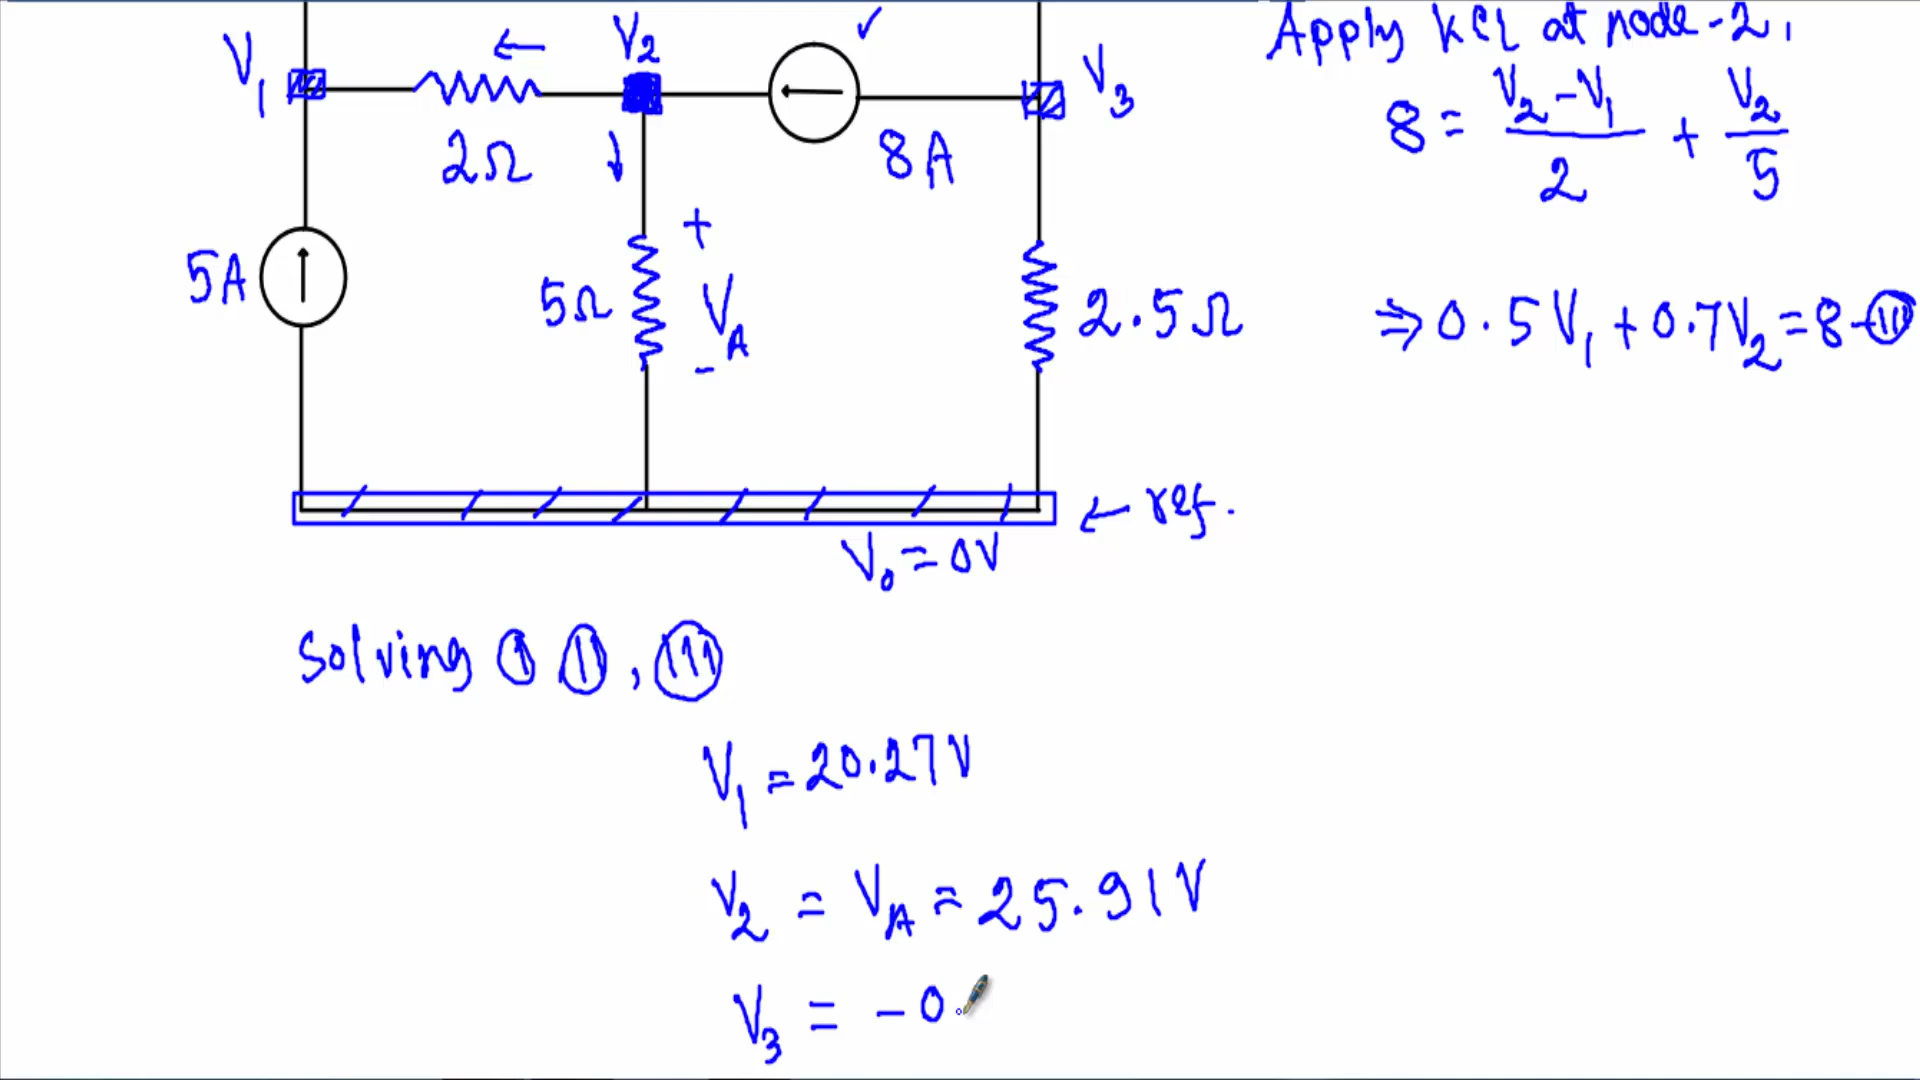 Apply KCL at node-2,
V1
V2
V3
8 = (V2 - V1)/2 + V2/5
2Ω
8A
5A
5Ω
+
VA
-
2.5Ω
⇒ 0.5V1 + 0.7V2 = 8 - III
← ref.
V0 = 0V
Solving I II, III
V1 = 20.27V
V2 = VA = 25.91V
V3 = -0.